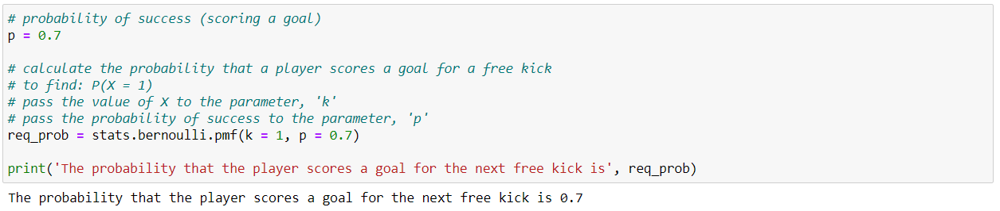 # probability of success (scoring a goal)
p = 0.7
# calculate the probability that a player scores a goal for a free kick
# to find: P(X = 1)
# pass the value of X to the parameter, 'k'
# pass the probability of success to the parameter, 'p'
req_prob = stats.bernoulli.pmf(k = 1, p = 0.7)
print('The probability that the player scores a goal for the next free kick is', req_prob)
The probability that the player scores a goal for the next free kick is 0.7